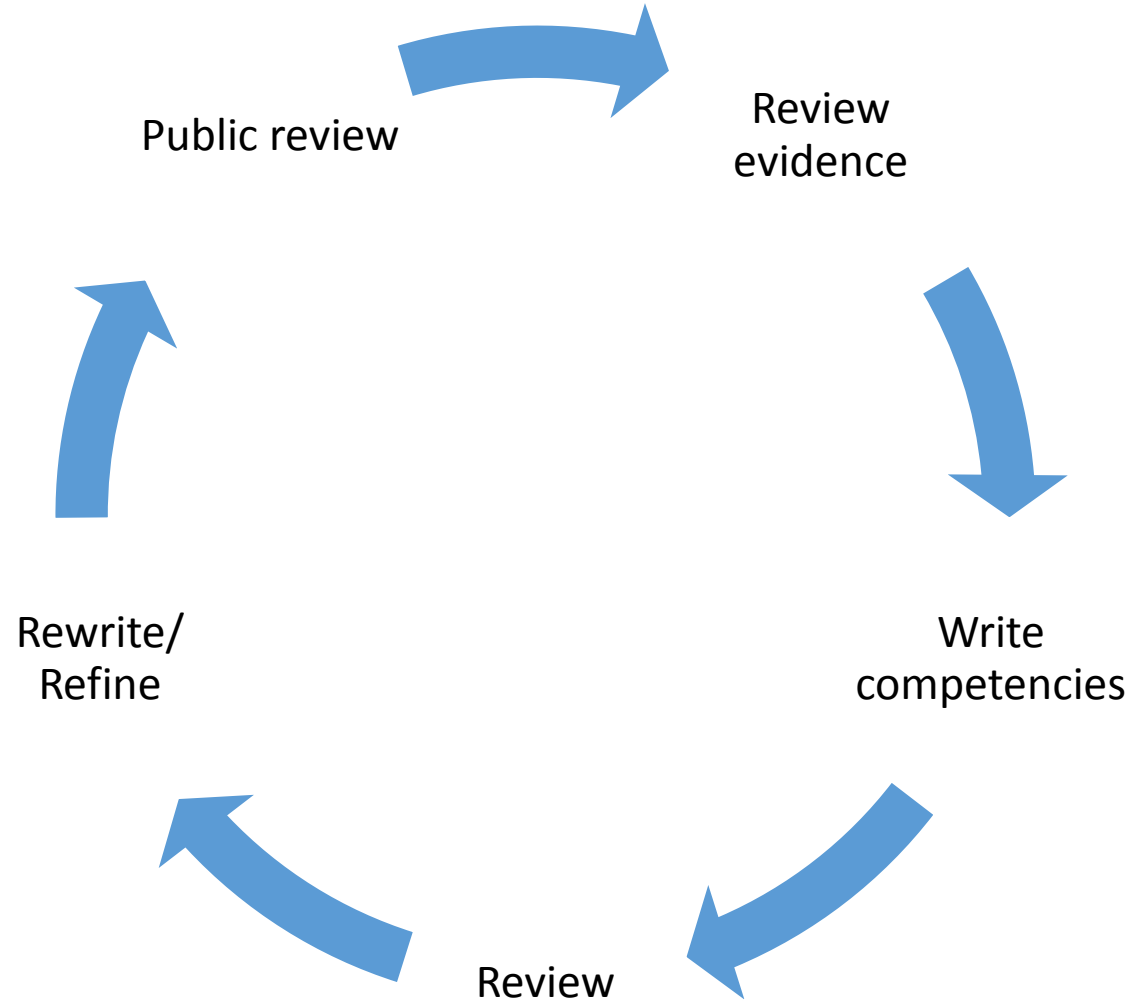 Public review
Review
evidence
Write
competencies
Review
Rewrite/
Refine